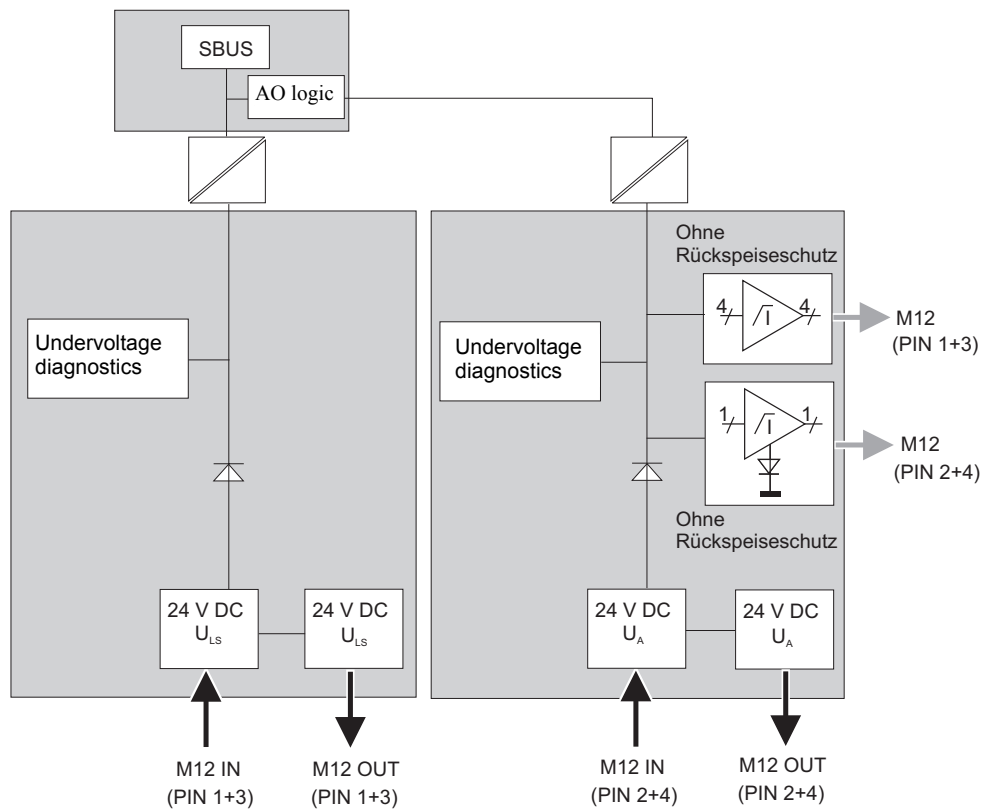 SBUS
AO logic
Ohne
Rückspeiseschutz
4
4
I
M12
(PIN 1+3)
Undervoltage
diagnostics
Undervoltage
diagnostics
1
1
I
M12
(PIN 2+4)
Ohne
Rückspeiseschutz
24 V DC
ULS
24 V DC
ULS
24 V DC
UA
24 V DC
UA
M12 IN
(PIN 1+3)
M12 OUT
(PIN 1+3)
M12 IN
(PIN 2+4)
M12 OUT
(PIN 2+4)